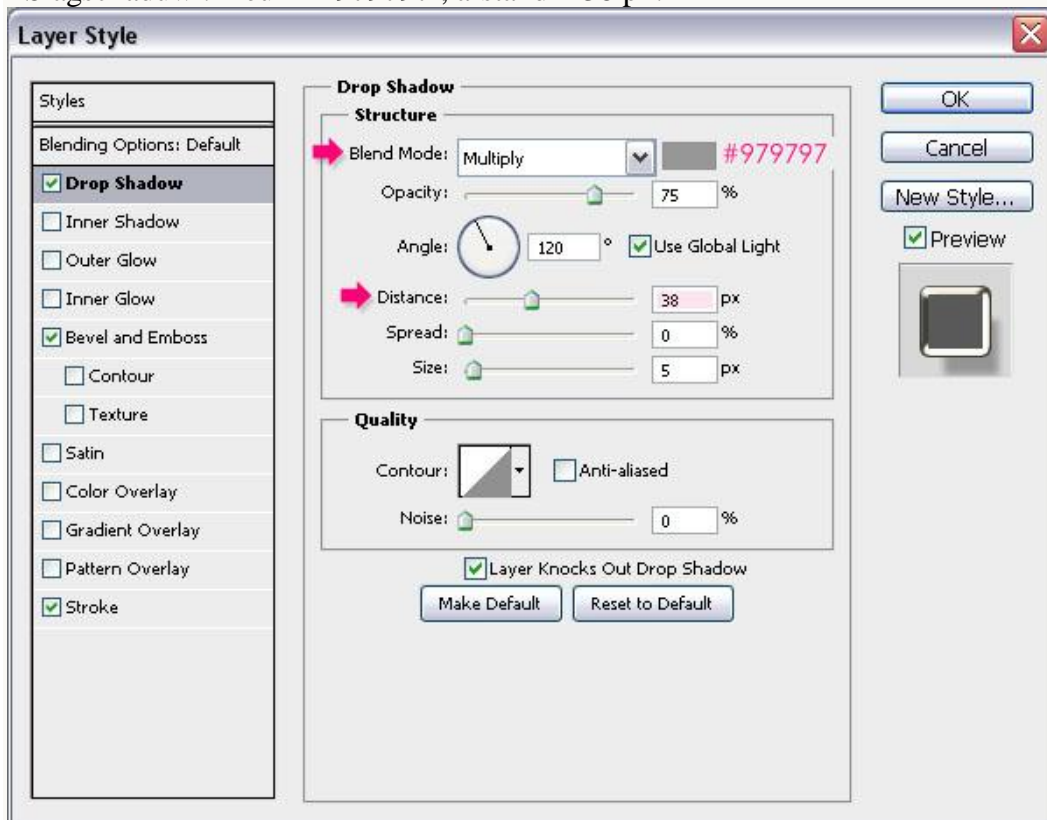 Layer Style
Styles
Blending Options: Default
Drop Shadow
Inner Shadow
Outer Glow
Inner Glow
Bevel and Emboss
Contour
Texture
Satin
Color Overlay
Gradient Overlay
Pattern Overlay
Stroke
Drop Shadow
Structure
Blend Mode: Multiply #979797
Opacity: 75 %
Angle: 120 ° Use Global Light
Distance: 38 px
Spread: 0 %
Size: 5 px
Quality
Contour: Anti-aliased
Noise: 0 %
Layer Knocks Out Drop Shadow
Make Default Reset to Default
OK
Cancel
New Style...
Preview